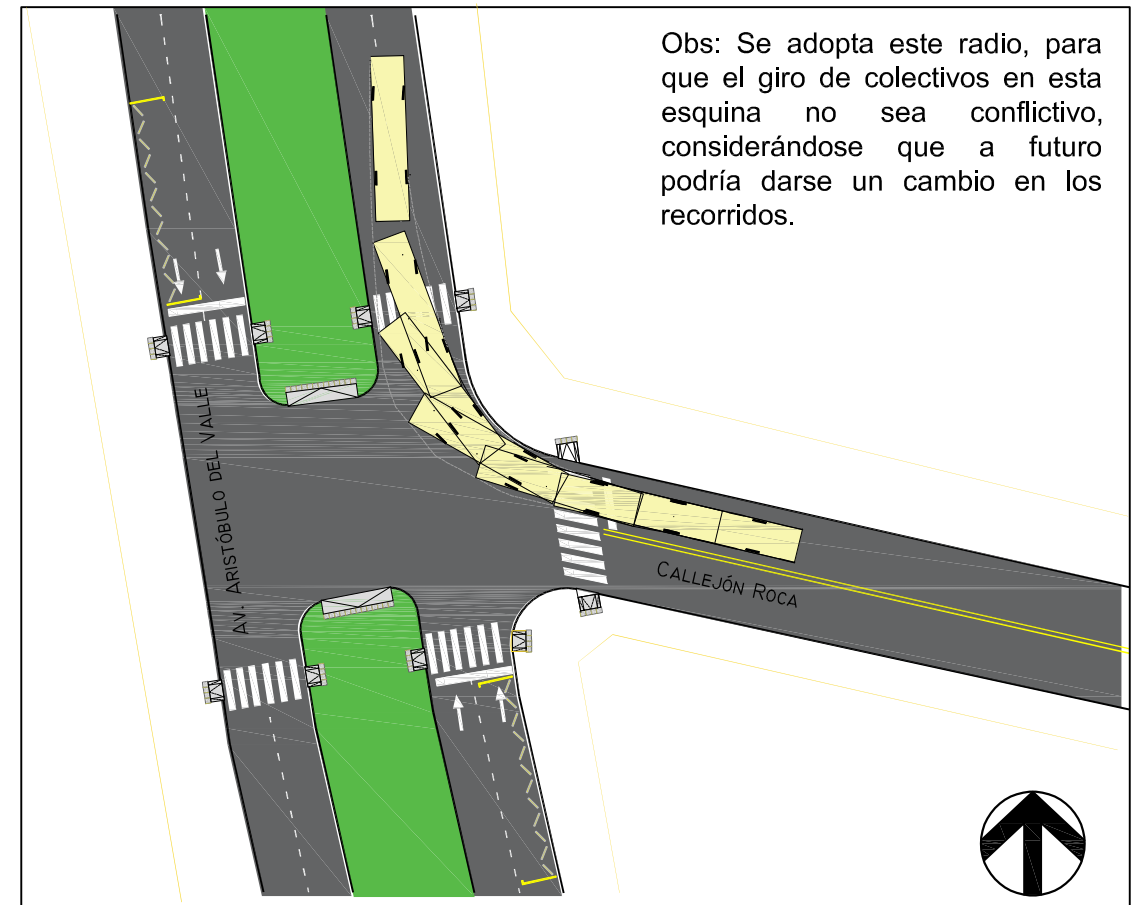 Obs: Se adopta este radio, para
que el giro de colectivos en esta
esquina no sea conflictivo,
considerándose que a futuro
podría darse un cambio en los
recorridos.
AV. ARISTÓBULO DEL VALLE
CALLEJÓN ROCA